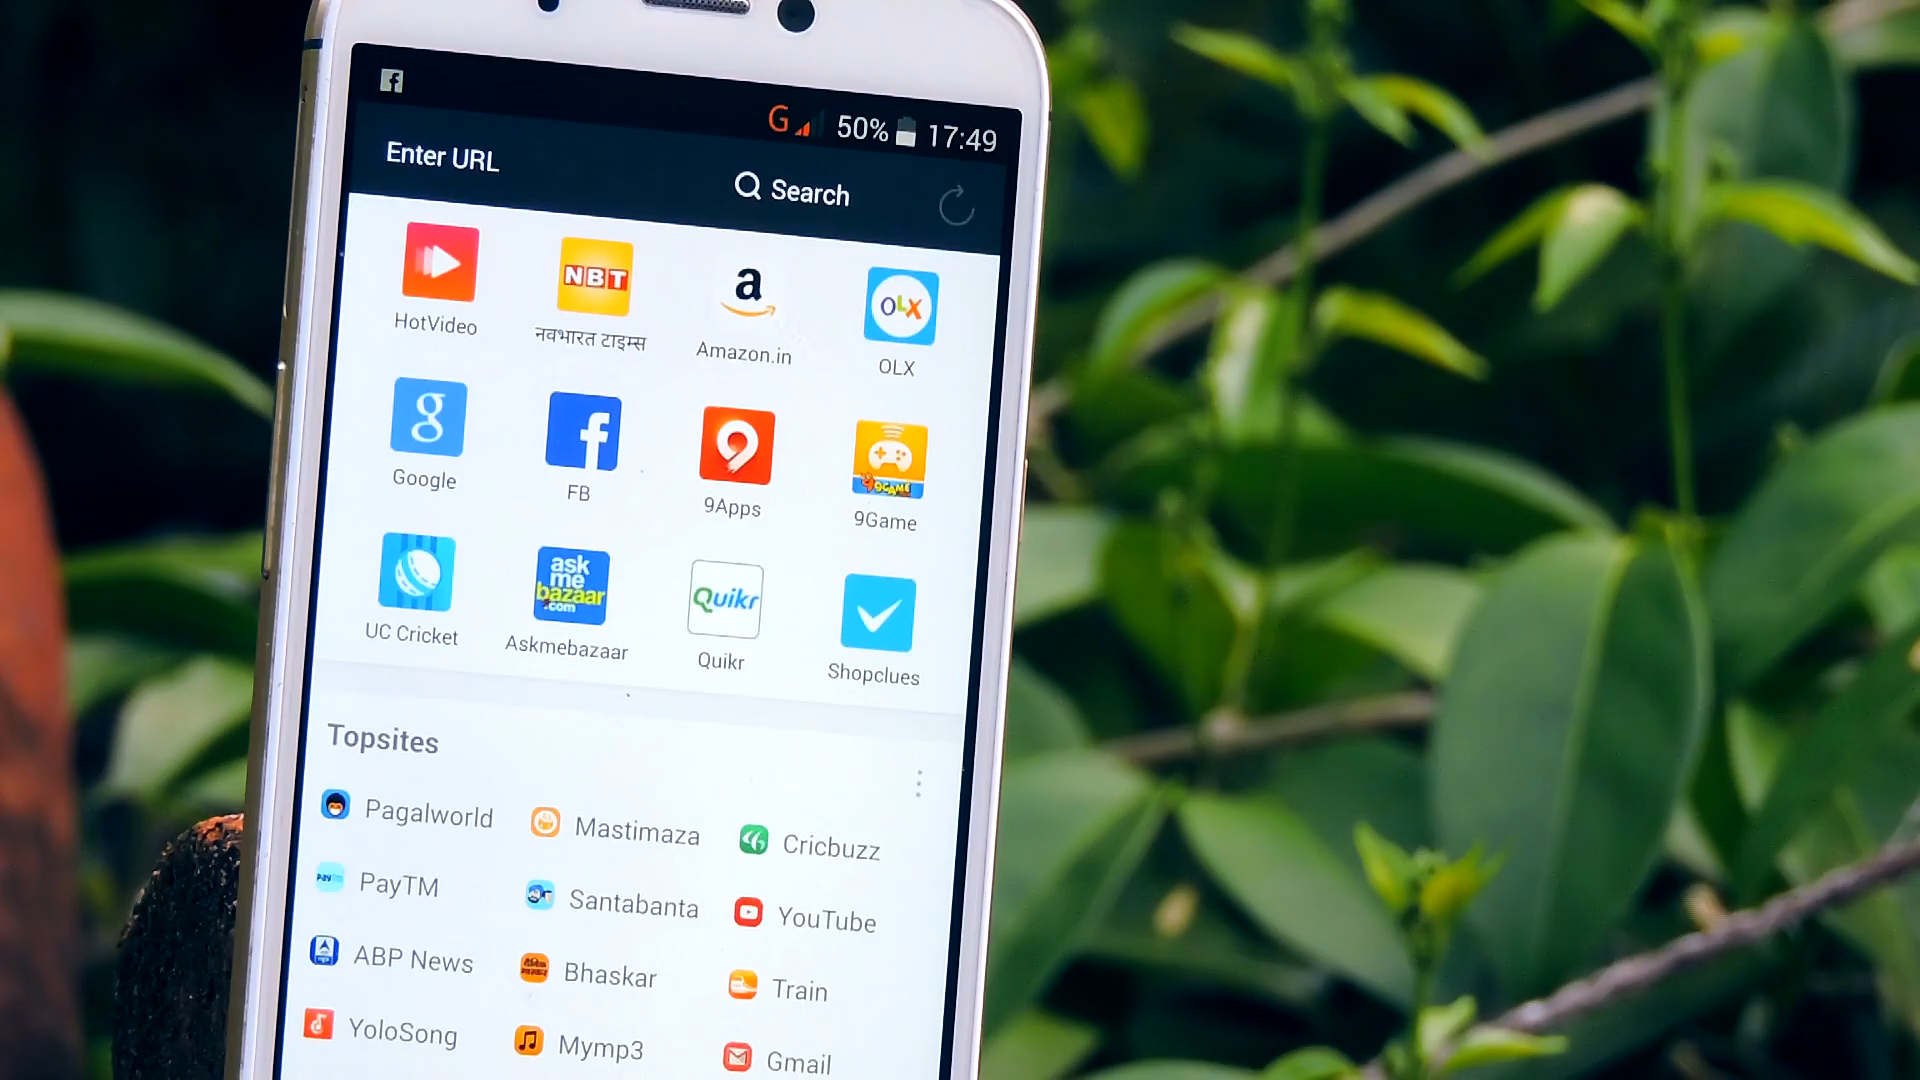 G 50% 17:49
Enter URL Search
NBT a OLX
HotVideo नवभारत टाइम्स Amazon.in OLX
g f 9 9GAME
Google FB 9Apps 9Game
ask
me
bazaar
.com
Quikr
UC Cricket Askmebazaar Quikr Shopclues
Topsites
Pagalworld Mastimaza Cricbuzz
PayTM Santabanta YouTube
ABP News Bhaskar Train
YoloSong Mymp3 Gmail